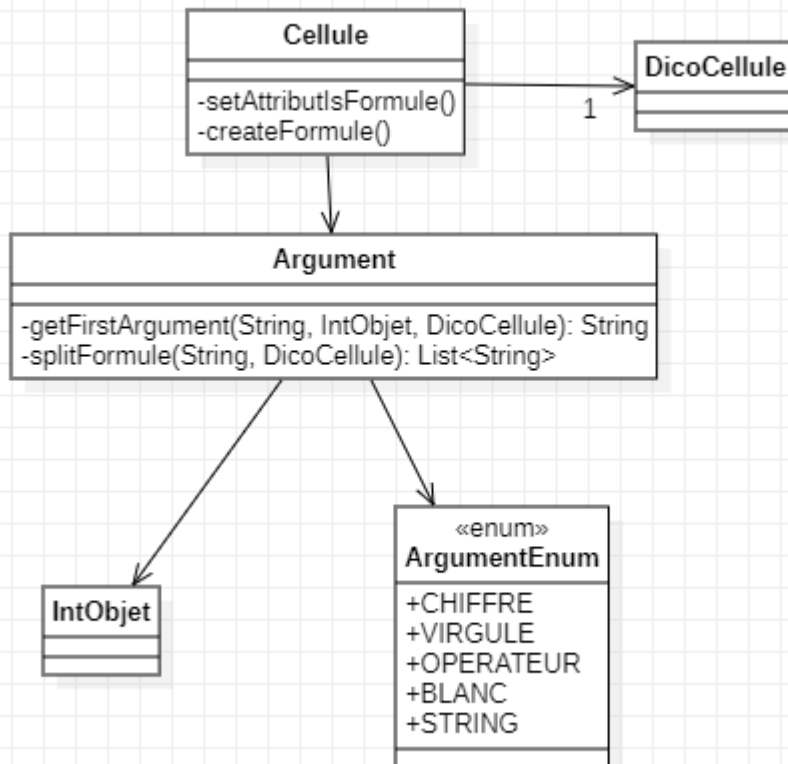 Cellule
-setAttributIsFormule()
-createFormule()
1
DicoCellule
Argument
-getFirstArgument(String, IntObjet, DicoCellule): String
-splitFormule(String, DicoCellule): List<String>
IntObjet
«enum»
ArgumentEnum
+CHIFFRE
+VIRGULE
+OPERATEUR
+BLANC
+STRING